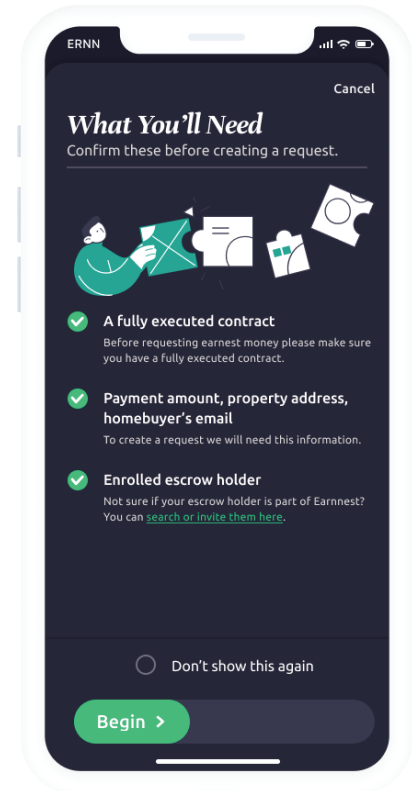 ERNN
Cancel
What You'll Need
Confirm these before creating a request.
A fully executed contract
Before requesting earnest money please make sure
you have a fully executed contract.
Payment amount, property address,
homebuyer's email
To create a request we will need this information.
Enrolled escrow holder
Not sure if your escrow holder is part of Earnnest?
You can search or invite them here.
Don't show this again
Begin